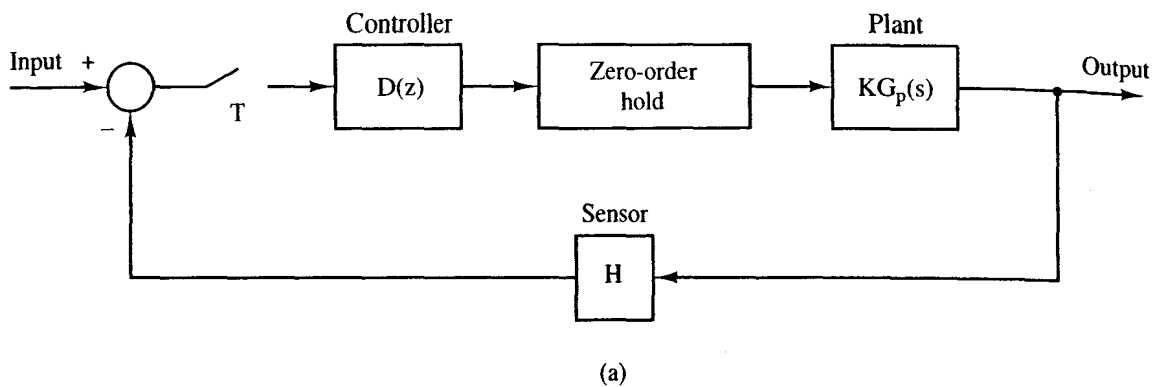 Controller
Plant
Input +
D(z)
Zero-order
hold
KG_p(s)
Output
T
−
Sensor
H
(a)